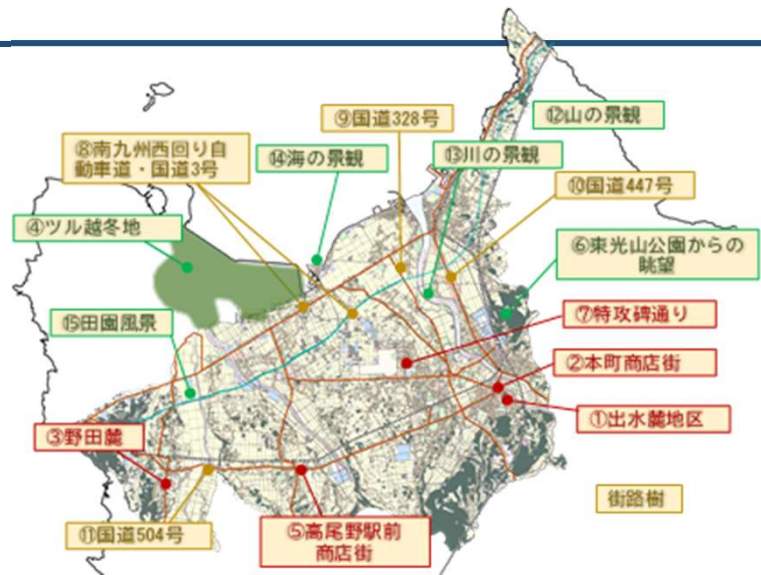 ⑫山の景観
⑨国道328号
⑧南九州西回り自
動車道・国道3号
⑭海の景観
⑬川の景観
⑩国道447号
④ツル越冬地
⑥東光山公園からの
眺望
⑦特攻碑通り
⑮田園風景
②本町商店街
①出水麓地区
③野田麓
街路樹
⑪国道504号
⑤高尾野駅前
商店街